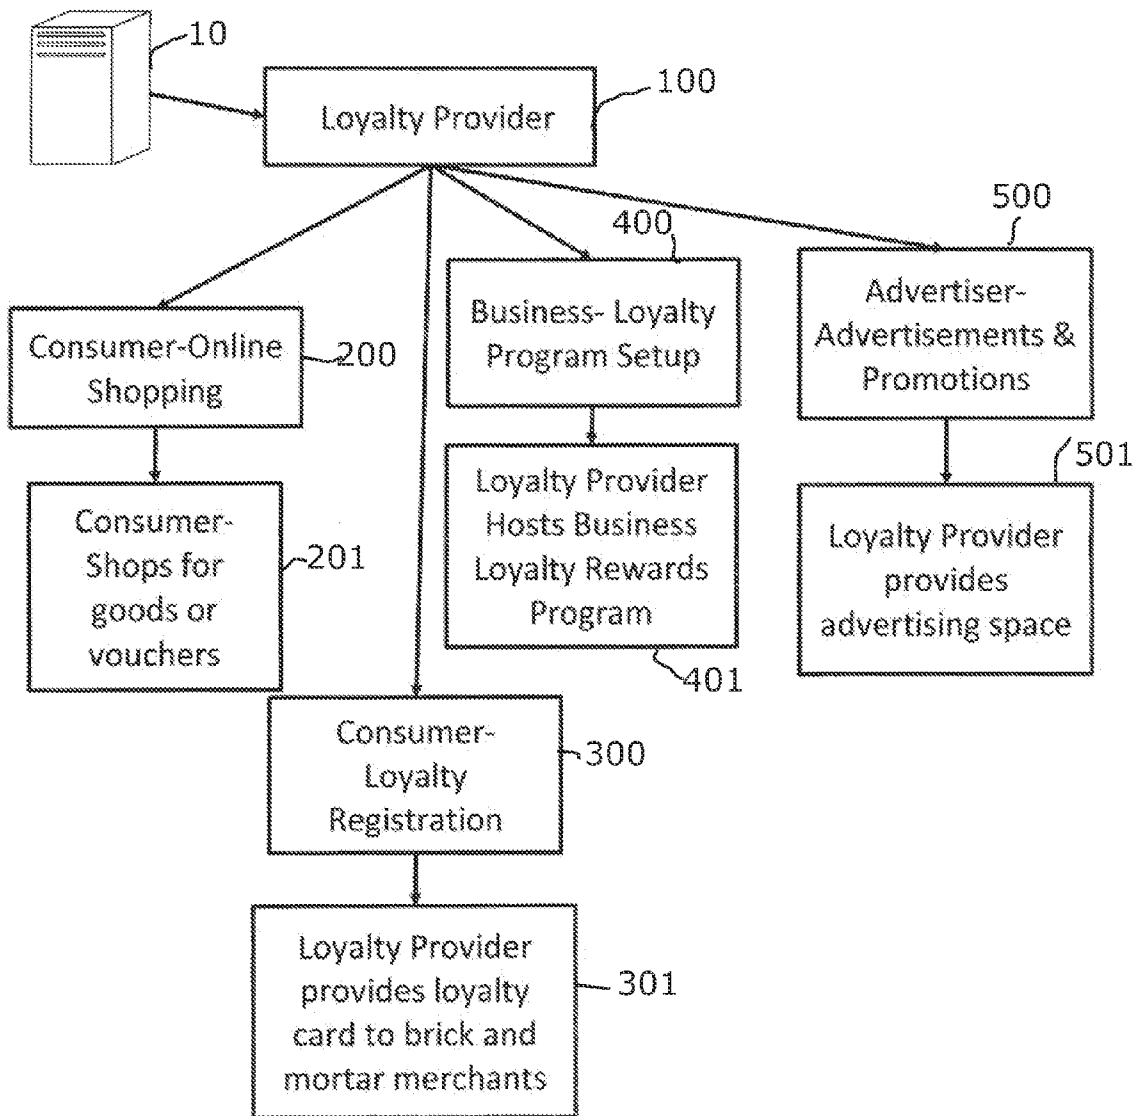 10
100
Loyalty Provider
500
400
Advertiser-
Advertisements &
Promotions
Business- Loyalty
Program Setup
Consumer-Online
Shopping
200
501
Loyalty Provider
Hosts Business
Loyalty Rewards
Program
Loyalty Provider
provides
advertising space
Consumer-
Shops for
goods or
vouchers
201
401
Consumer-
Loyalty
Registration
300
Loyalty Provider
provides loyalty
card to brick and
mortar merchants
301